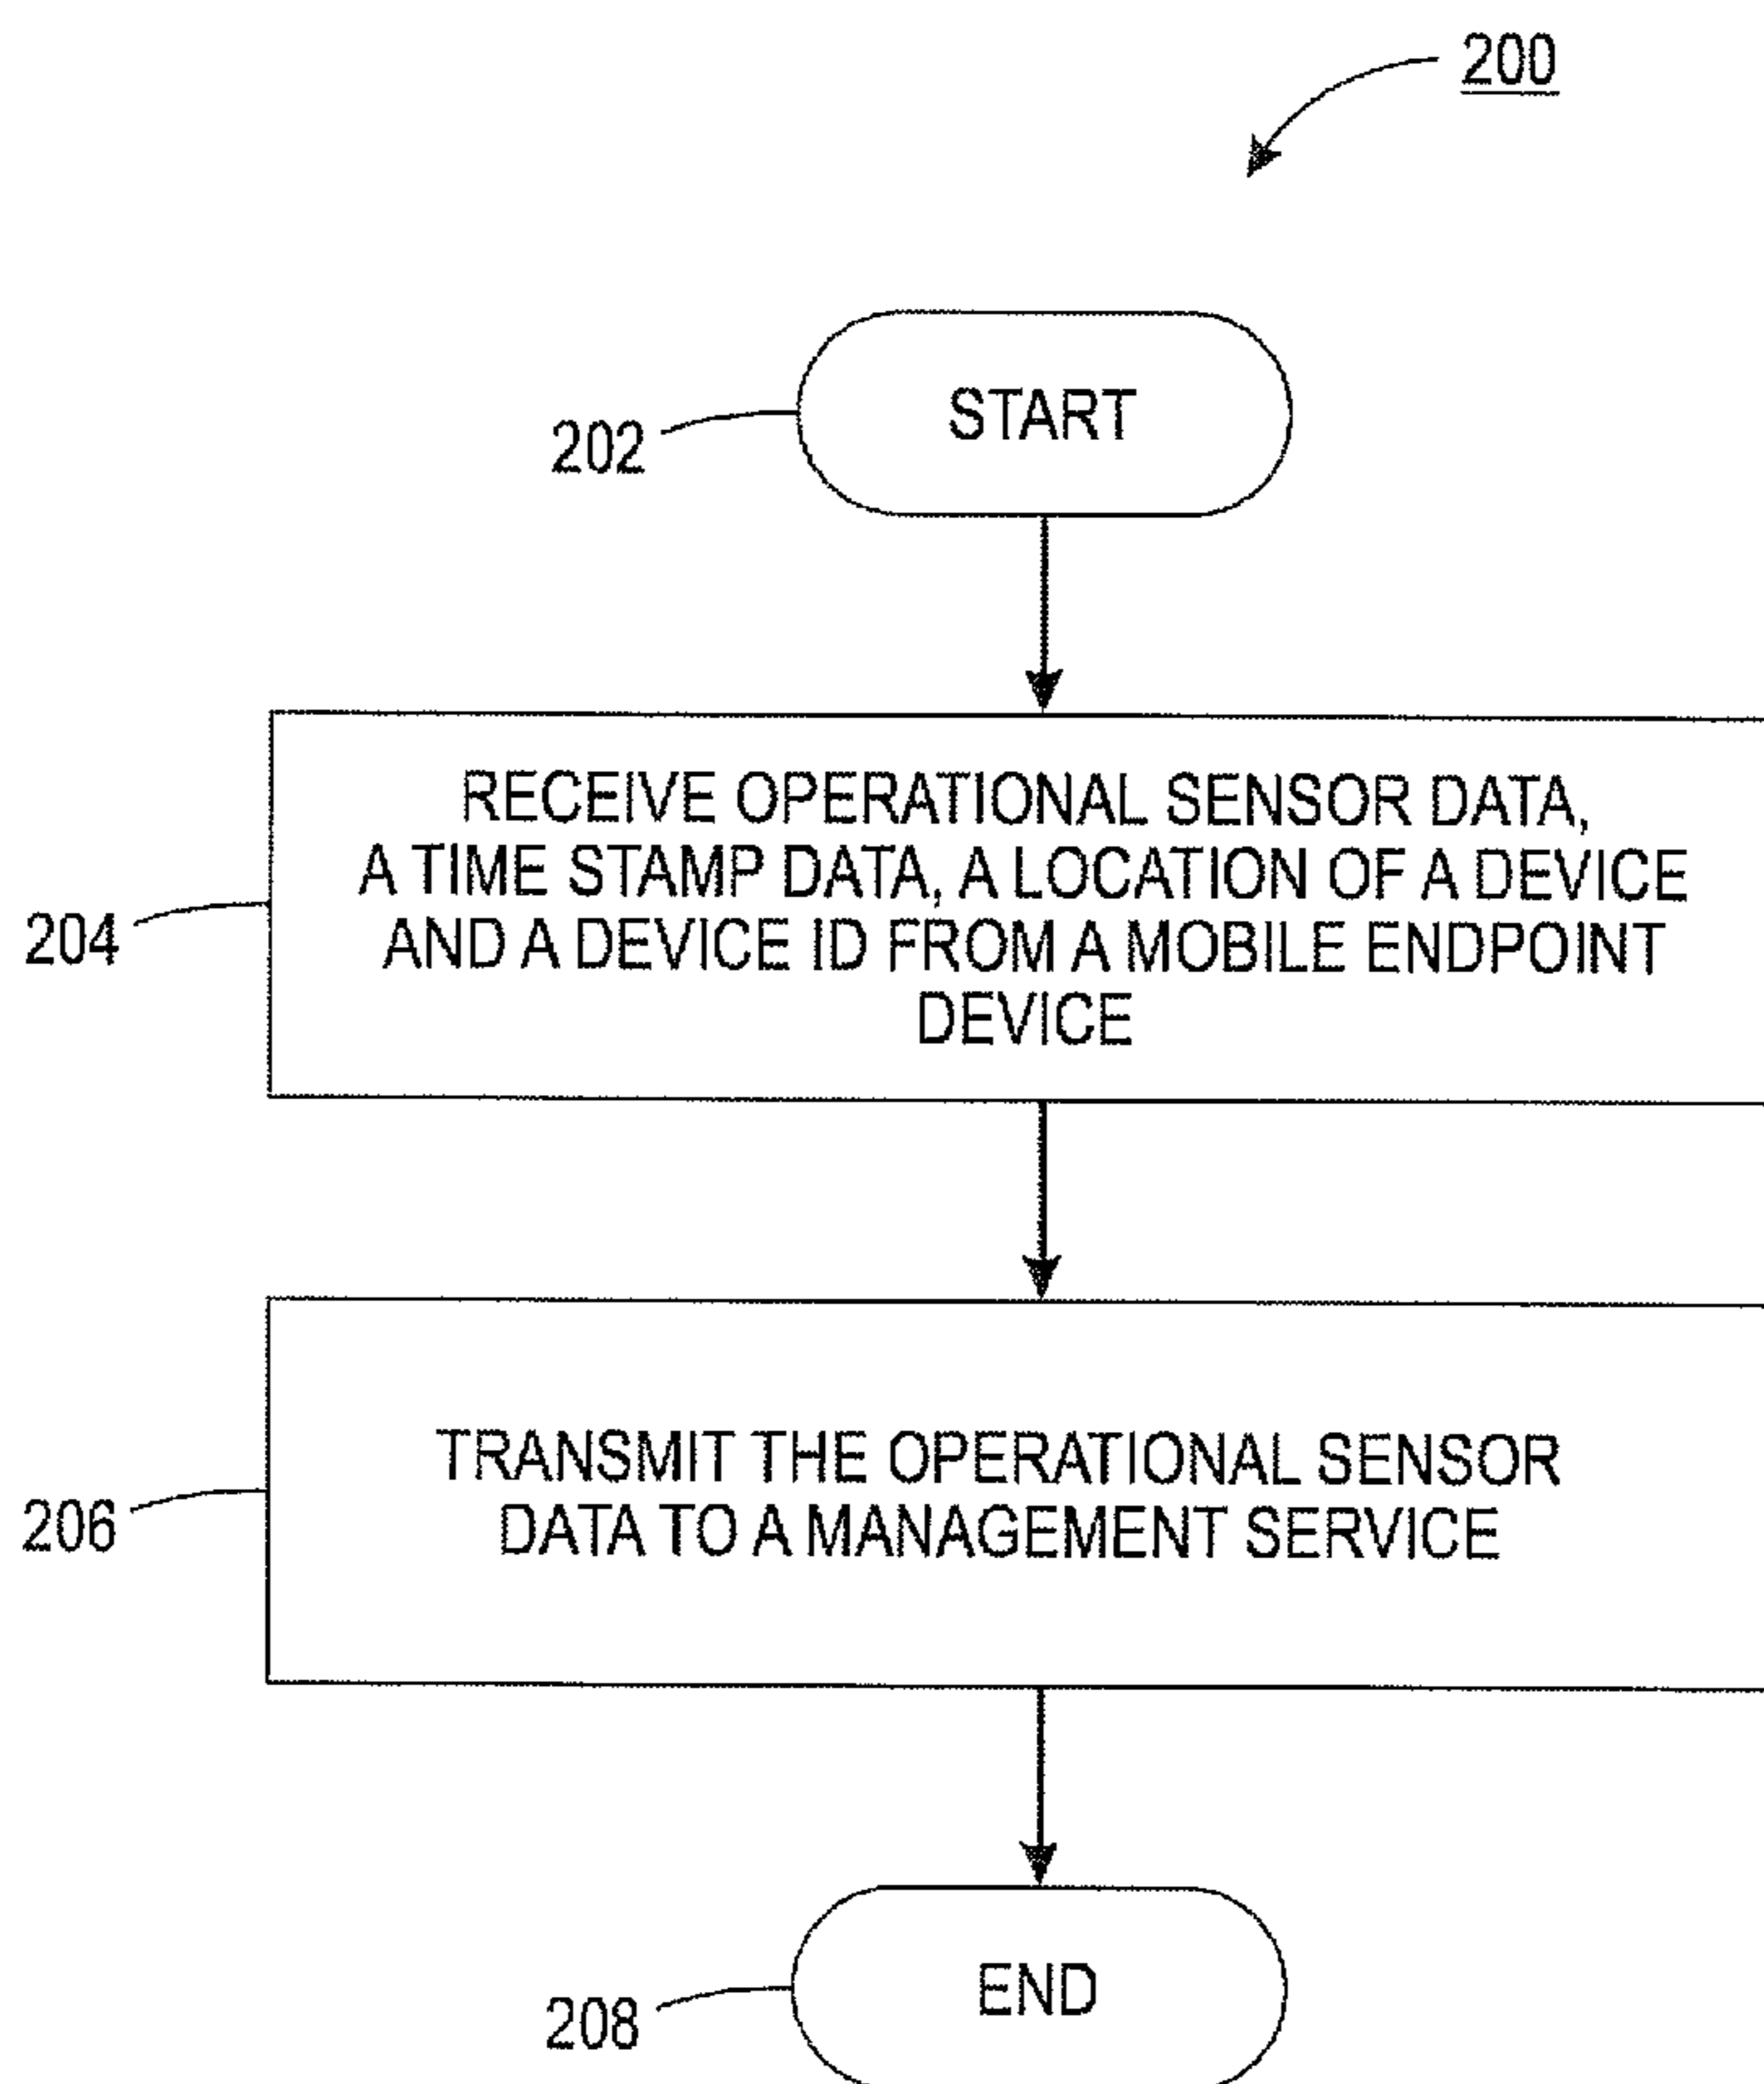 200
START
202
RECEIVE OPERATIONAL SENSOR DATA,
A TIME STAMP DATA, A LOCATION OF A DEVICE
AND A DEVICE ID FROM A MOBILE ENDPOINT
DEVICE
204
TRANSMIT THE OPERATIONAL SENSOR
DATA TO A MANAGEMENT SERVICE
206
END
208